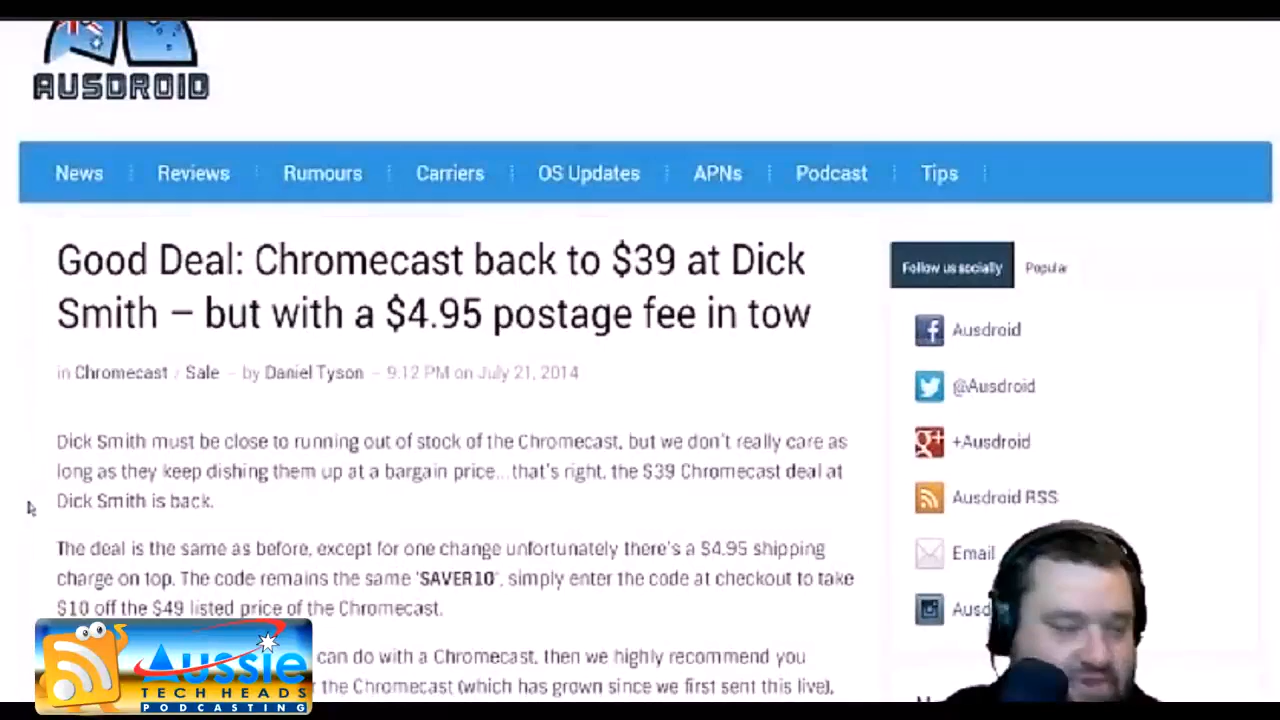 AUSDROID
News
Reviews
Rumours
Carriers
OS Updates
APNs
Podcast
Tips
Good Deal: Chromecast back to $39 at Dick
Smith – but with a $4.95 postage fee in tow
in Chromecast / Sale – by Daniel Tyson – 9:12 PM on July 21, 2014
Dick Smith must be close to running out of stock of the Chromecast, but we don't really care as
long as they keep dishing them up at a bargain price...that's right, the $39 Chromecast deal at
Dick Smith is back.
The deal is the same as before, except for one change unfortunately there's a $4.95 shipping
charge on top. The code remains the same 'SAVER10', simply enter the code at checkout to take
$10 off the $49 listed price of the Chromecast.
can do with a Chromecast, then we highly recommend you
the Chromecast (which has grown since we first sent this live),
Follow us socially
Popular
Ausdroid
@Ausdroid
+Ausdroid
Ausdroid RSS
Email
Aussie
TECH HEADS
PODCASTING